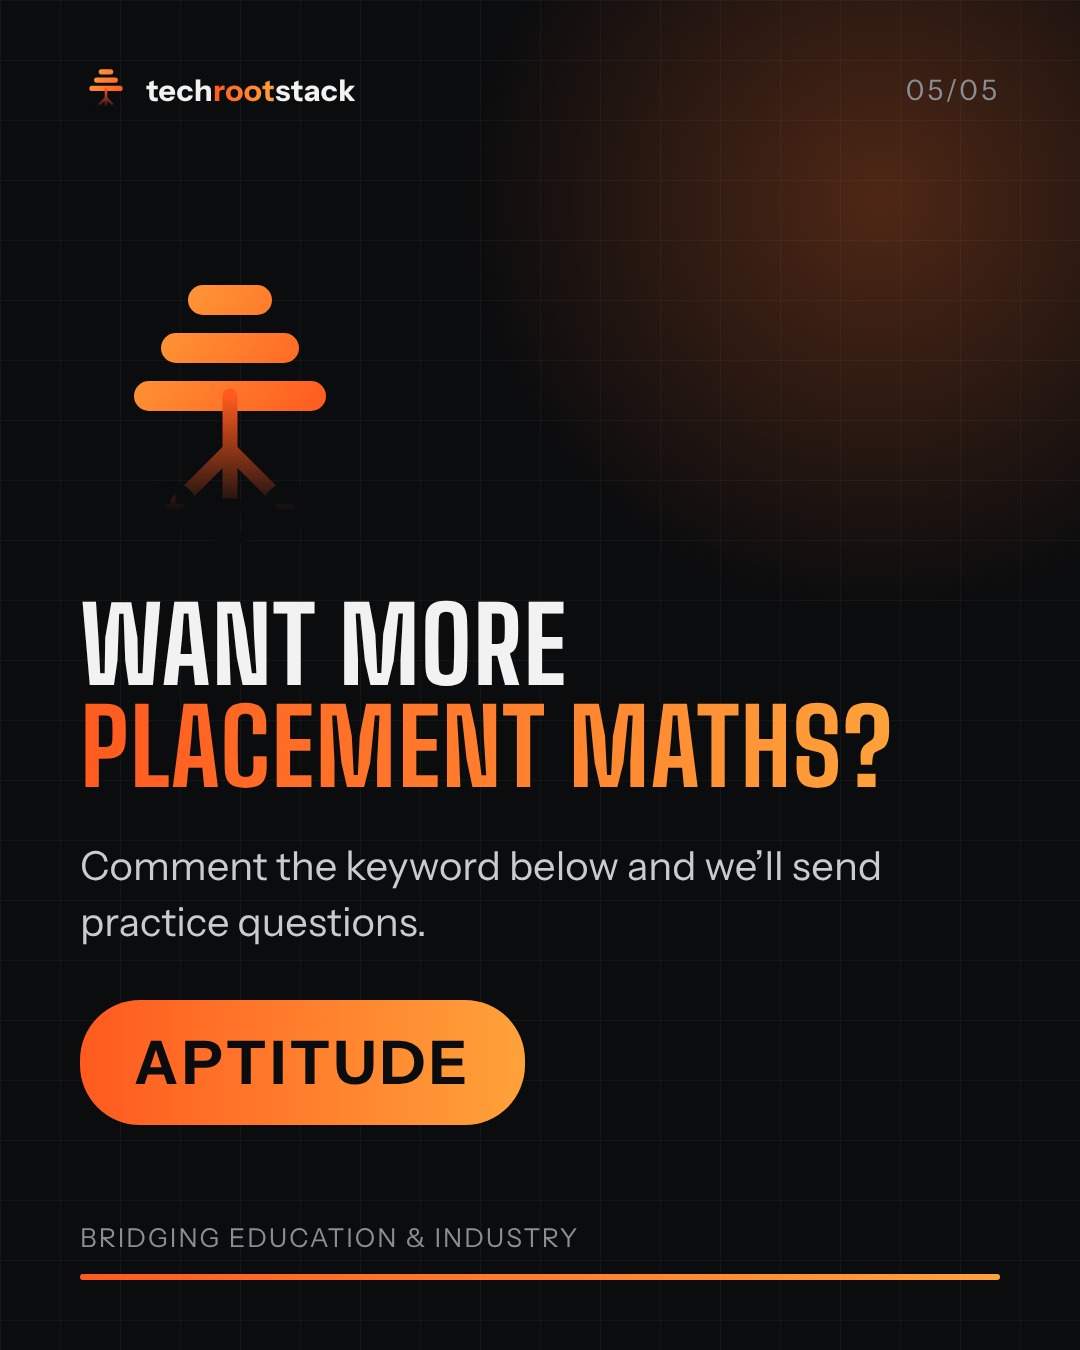 techrootstack
05/05
WANT MORE
PLACEMENT MATHS?
Comment the keyword below and we’ll send
practice questions.
APTITUDE
BRIDGING EDUCATION & INDUSTRY